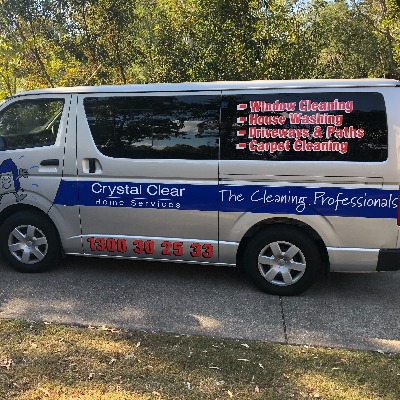 - Window Cleaning
- House Washing
- Driveways & Paths
- Carpet Cleaning
Crystal Clear
Home Services
The Cleaning Professionals
1300 30 25 33